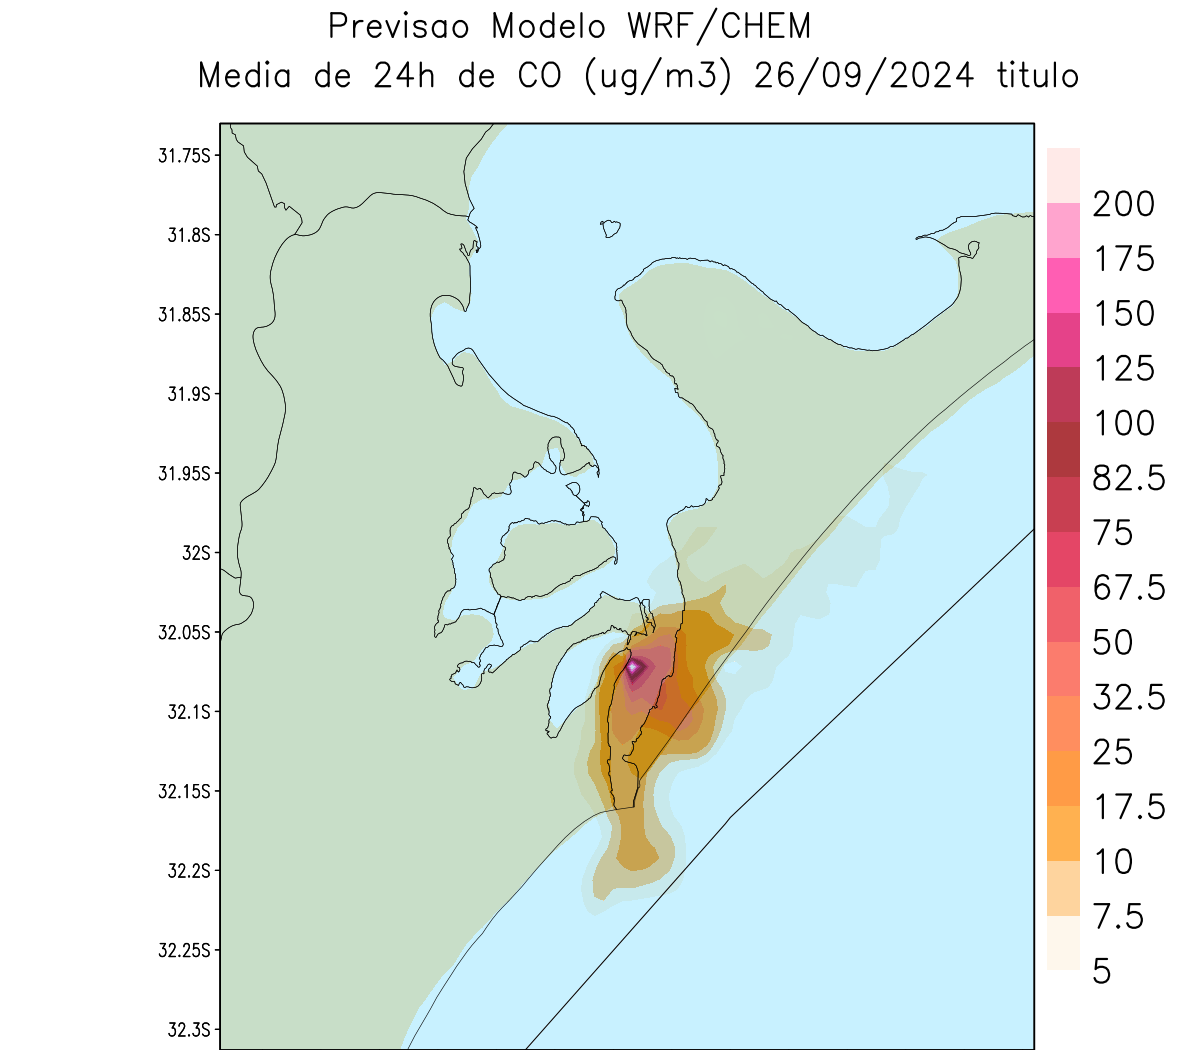 Previsao Modelo WRF/CHEM
Media de 24h de CO (ug/m3) 26/09/2024 titulo
31.75S
31.8S
31.85S
31.9S
31.95S
32S
32.05S
32.1S
32.15S
32.2S
32.25S
32.3S
200
175
150
125
100
82.5
75
67.5
50
32.5
25
17.5
10
7.5
5